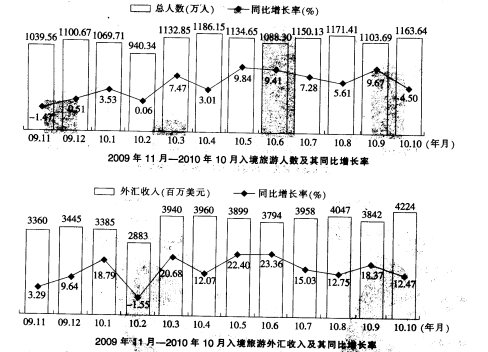 总人数(万人) 同比增长率(%)
1039.56 1100.67 1069.71 940.34 1132.85 1186.15 1134.65 1088.30 1150.13 1171.41 1103.69 1163.64
-1.47 0.51 3.53 0.06 7.47 3.01 9.84 9.41 7.28 5.61 9.67 4.50
09.11 09.12 10.1 10.2 10.3 10.4 10.5 10.6 10.7 10.8 10.9 10.10 (年月)
2009年11月—2010年10月入境旅游人数及其同比增长率
外汇收入(百万美元) 同比增长率(%)
3360 3445 3385 2883 3940 3960 3899 3794 3958 4047 3842 4224
3.29 9.64 18.79 -1.55 20.68 12.07 22.40 23.36 15.03 12.75 18.37 12.47
09.11 09.12 10.1 10.2 10.3 10.4 10.5 10.6 10.7 10.8 10.9 10.10 (年月)
2009年11月—2010年10月入境旅游外汇收入及其同比增长率